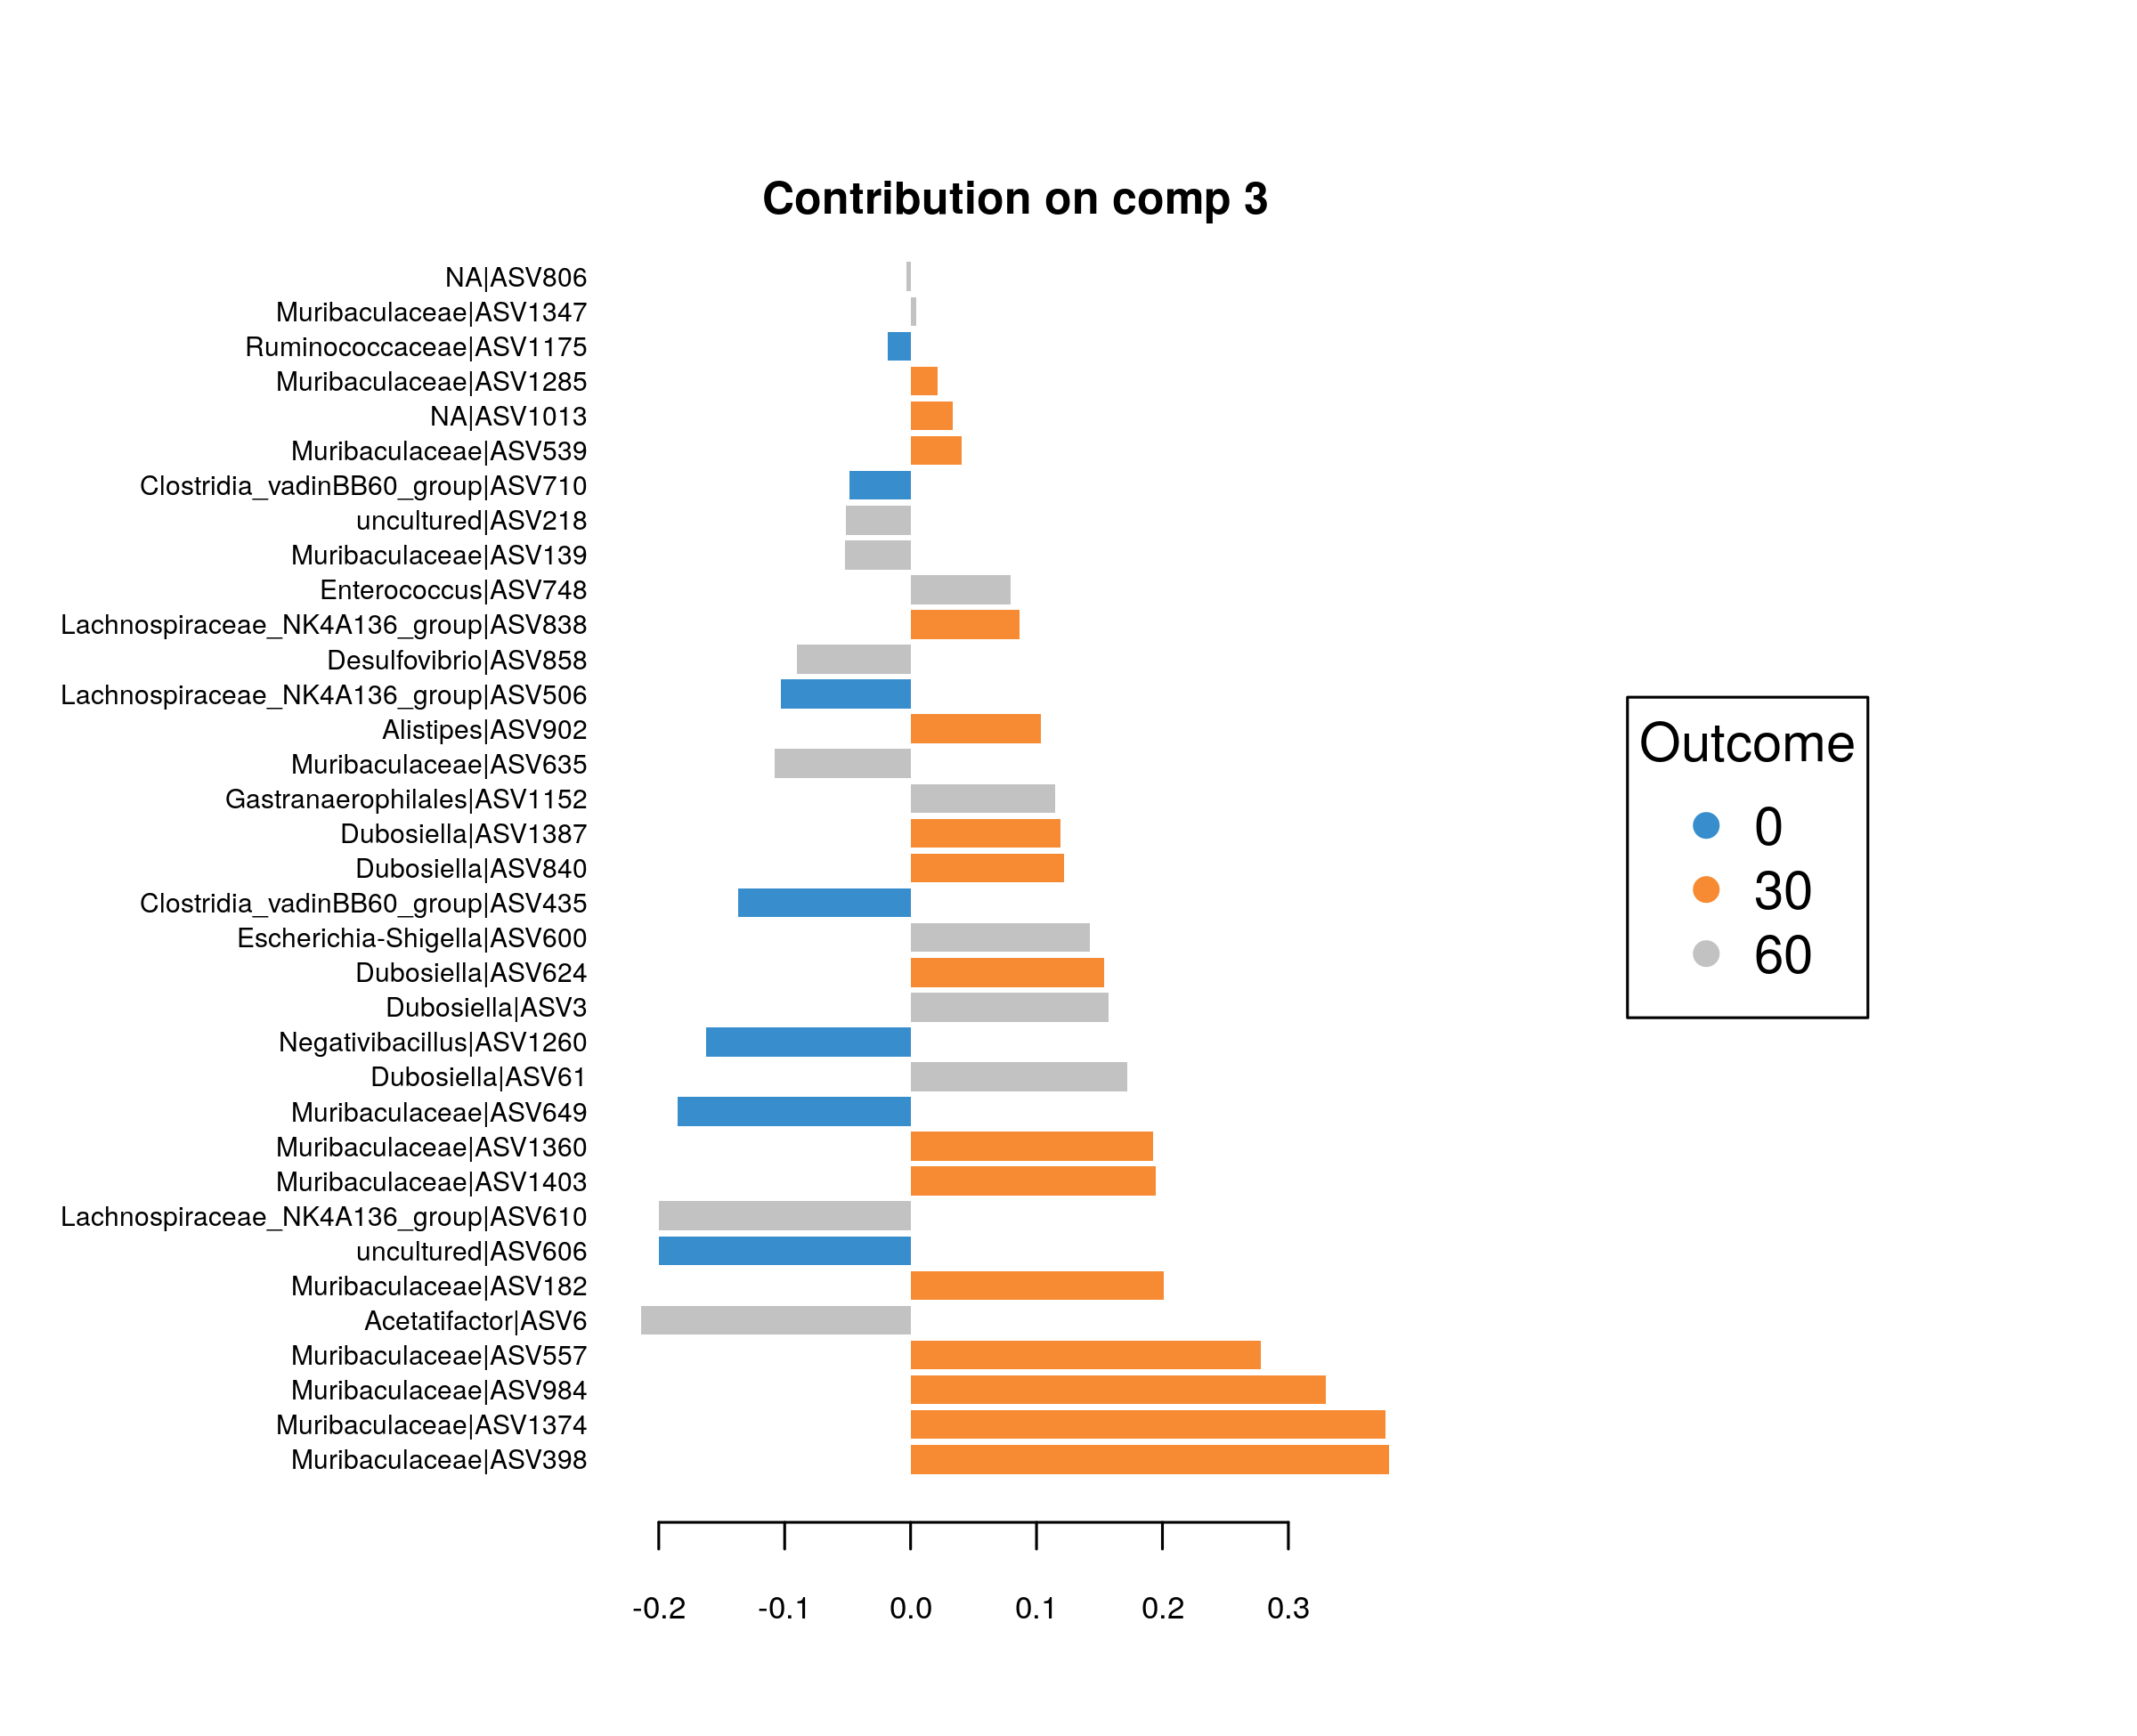 Contribution on comp 3
NA|ASV806
Muribaculaceae|ASV1347
Ruminococcaceae|ASV1175
Muribaculaceae|ASV1285
NA|ASV1013
Muribaculaceae|ASV539
Clostridia_vadinBB60_group|ASV710
uncultured|ASV218
Muribaculaceae|ASV139
Enterococcus|ASV748
Lachnospiraceae_NK4A136_group|ASV838
Desulfovibrio|ASV858
Lachnospiraceae_NK4A136_group|ASV506
Alistipes|ASV902
Muribaculaceae|ASV635
Gastranaerophilales|ASV1152
Dubosiella|ASV1387
Dubosiella|ASV840
Clostridia_vadinBB60_group|ASV435
Escherichia-Shigella|ASV600
Dubosiella|ASV624
Dubosiella|ASV3
Negativibacillus|ASV1260
Dubosiella|ASV61
Muribaculaceae|ASV649
Muribaculaceae|ASV1360
Muribaculaceae|ASV1403
Lachnospiraceae_NK4A136_group|ASV610
uncultured|ASV606
Muribaculaceae|ASV182
Acetatifactor|ASV6
Muribaculaceae|ASV557
Muribaculaceae|ASV984
Muribaculaceae|ASV1374
Muribaculaceae|ASV398
-0.2 -0.1 0.0 0.1 0.2 0.3
Outcome
0
30
60